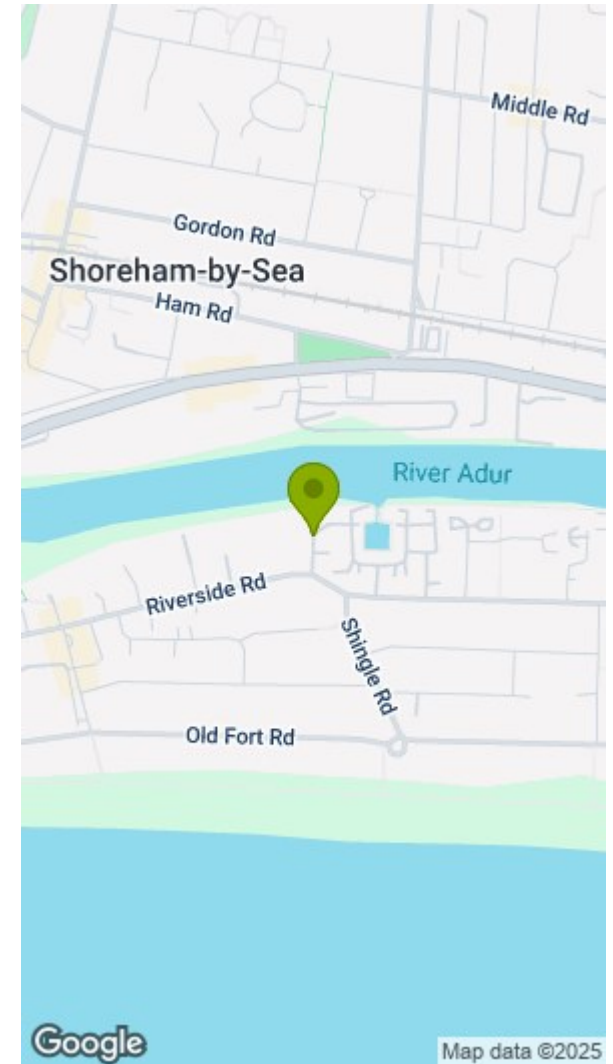 Middle Rd
Gordon Rd
Shoreham-by-Sea
Ham Rd
River Adur
Riverside Rd
Shingle Rd
Old Fort Rd
Google
Map data ©2025